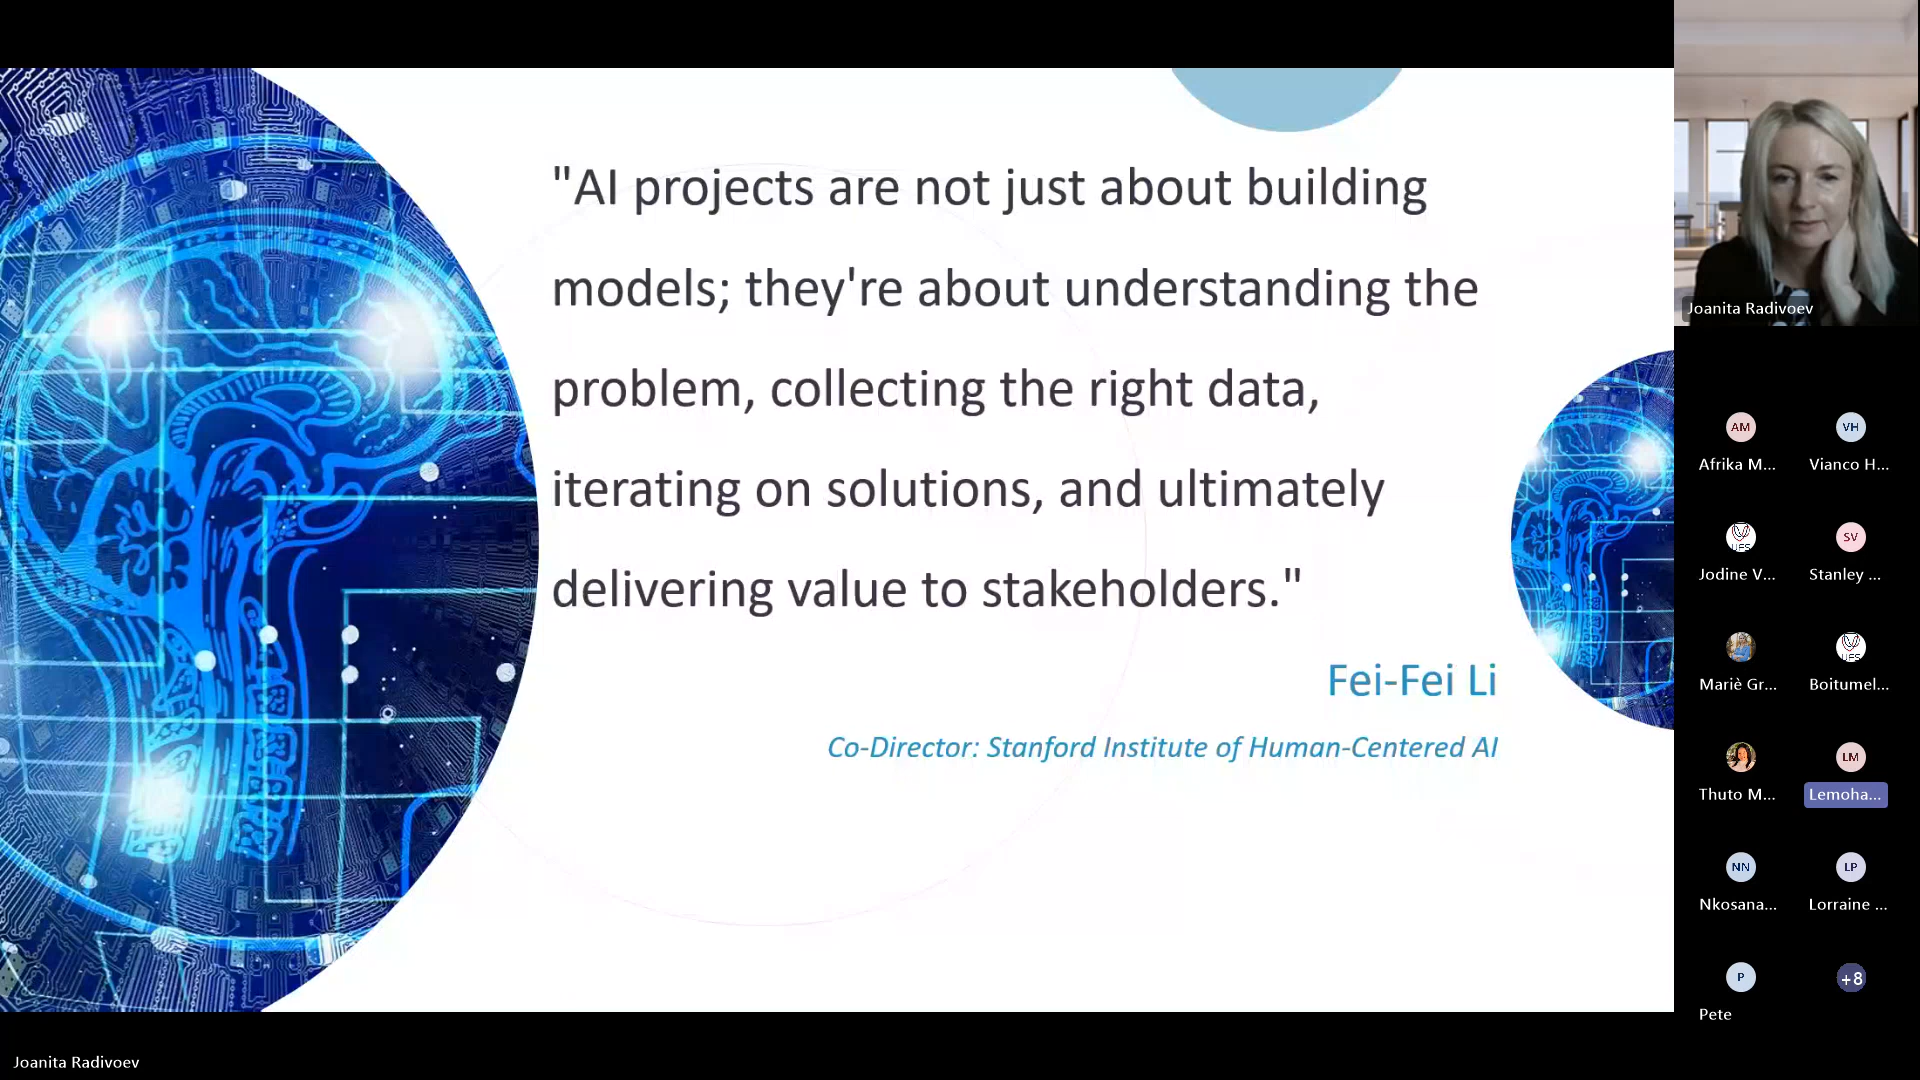 "AI projects are not just about building
models; they're about understanding the
problem, collecting the right data,
iterating on solutions, and ultimately
delivering value to stakeholders."
Fei-Fei Li
Co-Director: Stanford Institute of Human-Centered AI
Joanita Radivoev
AM
VH
Afrika M...
Vianco H...
UFS
SV
Jodine V...
Stanley ...
UFS
Mariè Gr...
Boitumel...
LM
Thuto M...
Lemoha...
NN
LP
Nkosana...
Lorraine ...
P
+8
Pete
Joanita Radivoev